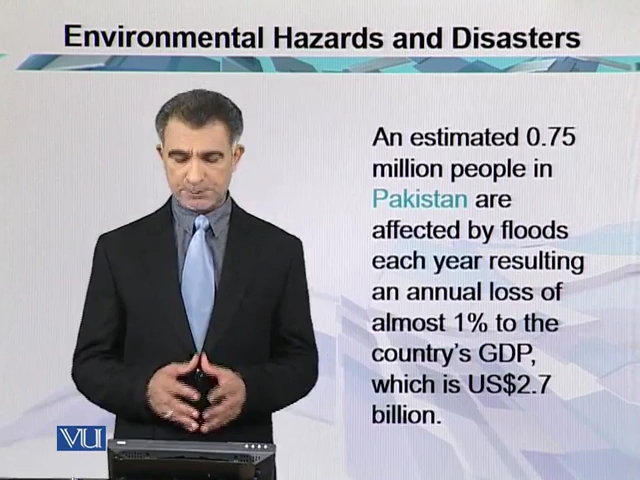 Environmental Hazards and Disasters
An estimated 0.75
million people in
Pakistan are
affected by floods
each year resulting
an annual loss of
almost 1% to the
country's GDP,
which is US$2.7
billion.
VU